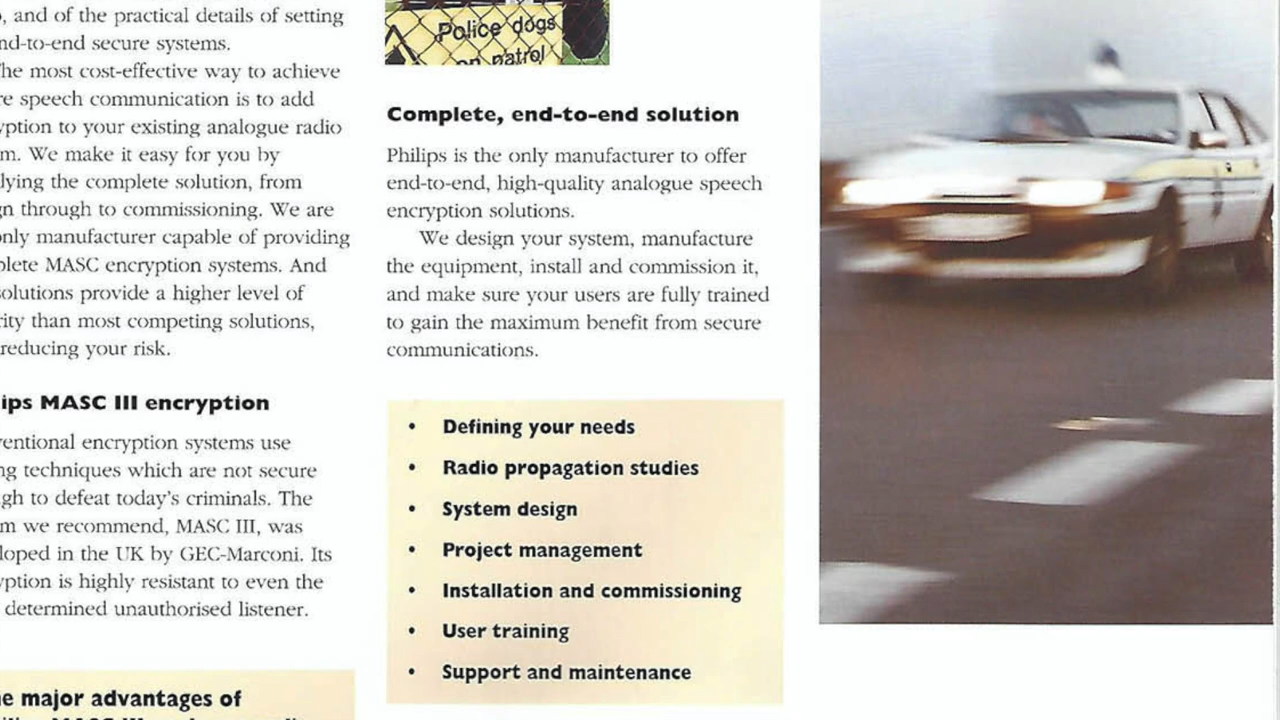 , and of the practical details of setting
nd-to-end secure systems.
he most cost-effective way to achieve
re speech communication is to add
yption to your existing analogue radio
m. We make it easy for you by
lying the complete solution, from
gn through to commissioning. We are
only manufacturer capable of providing
plete MASC encryption systems. And
solutions provide a higher level of
rity than most competing solutions,
reducing your risk.
ips MASC III encryption
ventional encryption systems use
ng techniques which are not secure
gh to defeat today's criminals. The
m we recommend, MASC III, was
loped in the UK by GEC-Marconi. Its
yption is highly resistant to even the
determined unauthorised listener.
e major advantages of
Police dogs
on patrol
Complete, end-to-end solution
Philips is the only manufacturer to offer
end-to-end, high-quality analogue speech
encryption solutions.
We design your system, manufacture
the equipment, install and commission it,
and make sure your users are fully trained
to gain the maximum benefit from secure
communications.
• Defining your needs
• Radio propagation studies
• System design
• Project management
• Installation and commissioning
• User training
• Support and maintenance